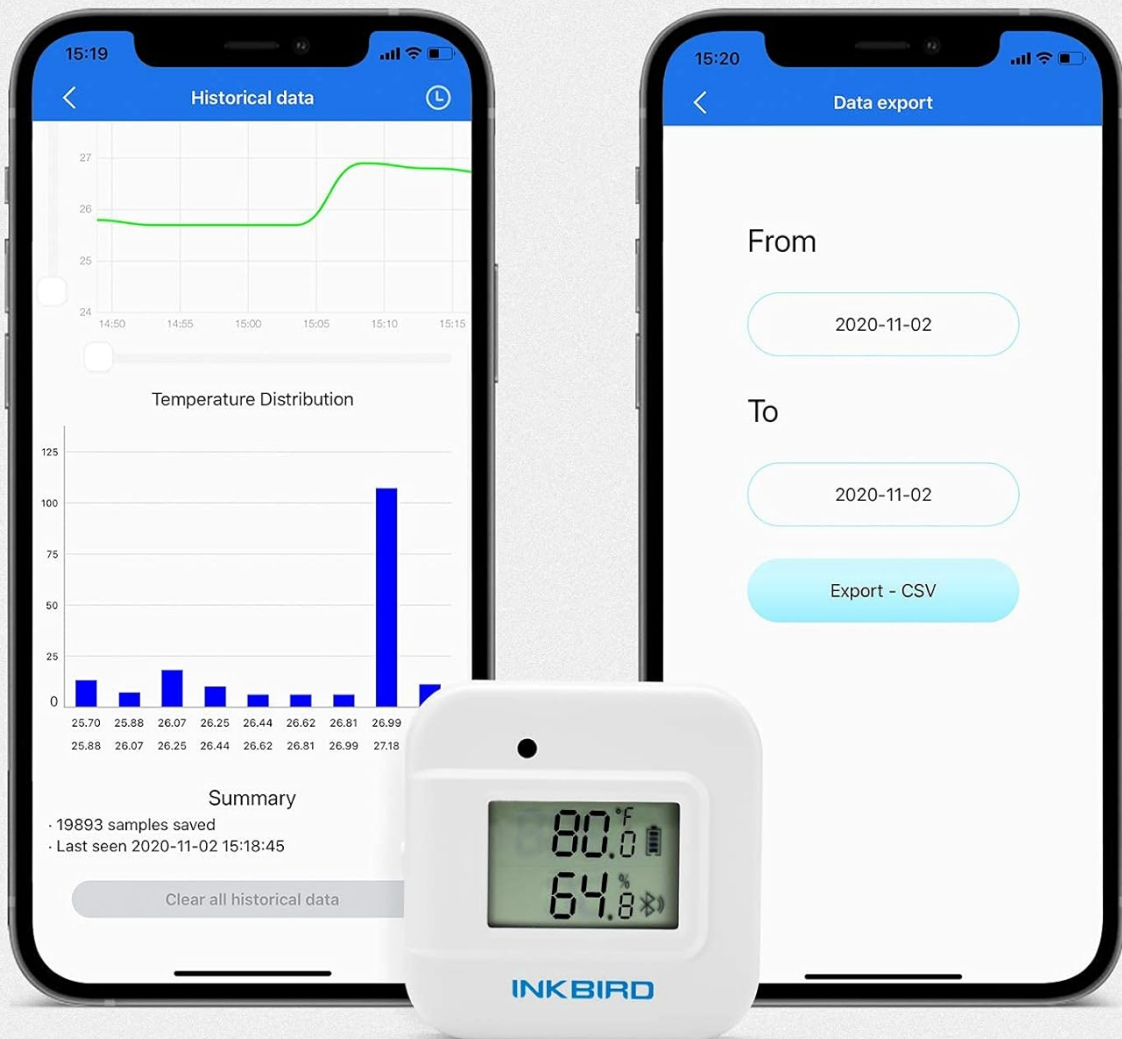 15:19
Historical data
27
26
25
24
14:50 14:55 15:00 15:05 15:10 15:15
Temperature Distribution
125
100
75
50
25
0
25.70 25.88 26.07 26.25 26.44 26.62 26.81 26.99
25.88 26.07 26.25 26.44 26.62 26.81 26.99 27.18
Summary
· 19893 samples saved
· Last seen 2020-11-02 15:18:45
Clear all historical data
15:20
Data export
From
2020-11-02
To
2020-11-02
Export - CSV
80.0 °F
64.8 %
INKBIRD